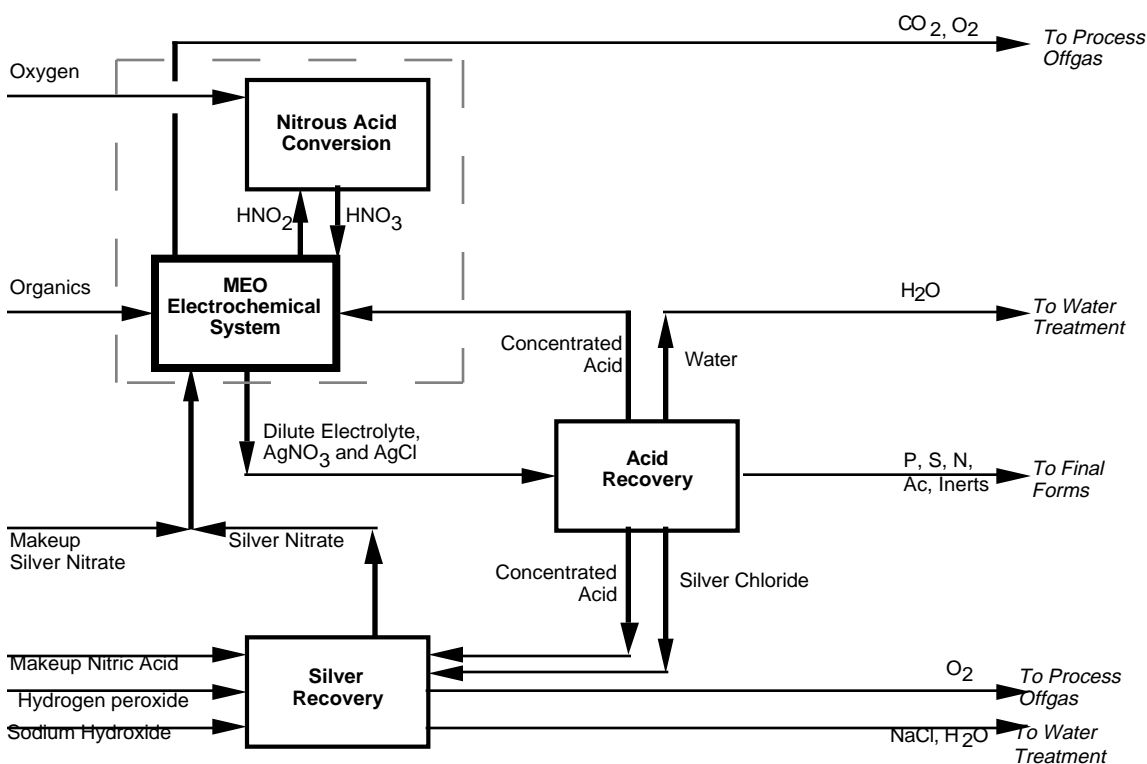 CO2, O2
To Process
Offgas
Oxygen
Nitrous Acid
Conversion
HNO2
HNO3
Organics
MEO
Electrochemical
System
H2O
To Water
Treatment
Concentrated
Acid
Water
Dilute Electrolyte,
AgNO3 and AgCl
Acid
Recovery
P, S, N,
Ac, Inerts
To Final
Forms
Makeup
Silver Nitrate
Silver Nitrate
Concentrated
Acid
Silver Chloride
Makeup Nitric Acid
Hydrogen peroxide
Sodium Hydroxide
Silver
Recovery
O2
To Process
Offgas
NaCl, H2O
To Water
Treatment